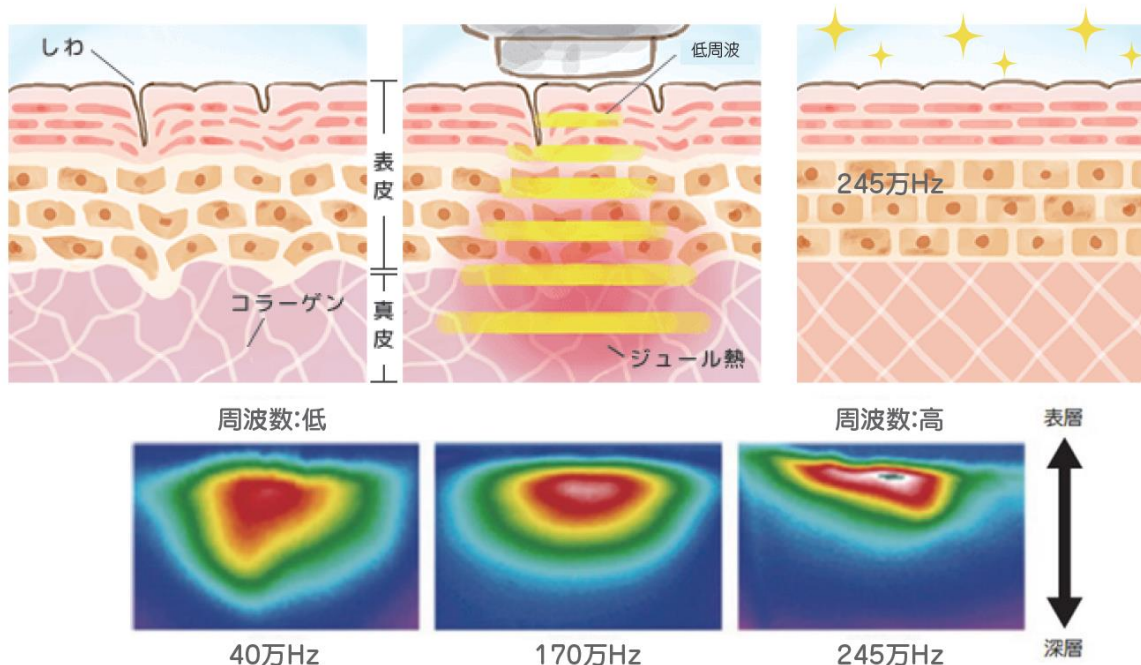 しわ
低周波
表皮
245万Hz
コラーゲン
真皮
ジュール熱
周波数:低
周波数:高
表層
40万Hz
170万Hz
245万Hz
深層